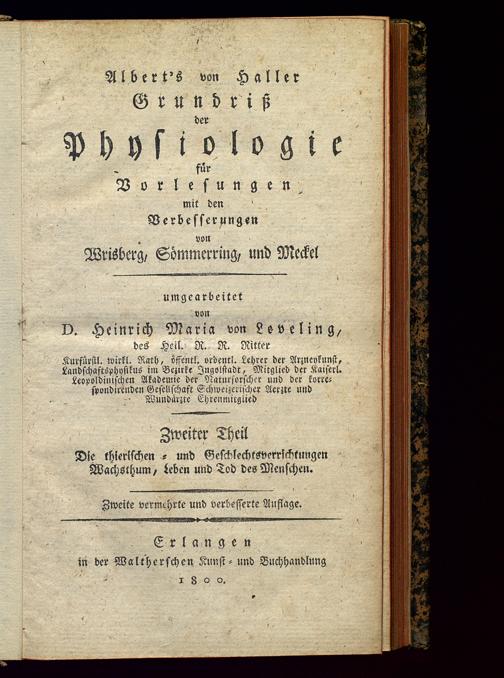 Albert's von Haller
Grundriß
der
Physiologie
für
Vorlesungen
mit den
Verbesserungen
von
Wrisberg, Sömmerring, und Meckel
umgearbeitet
von
D. Heinrich Maria von Leveling,
des Heil. R. R. Ritter
Kurfürstl. wirkl. Rath, öffentl. ordentl. Lehrer der Arzneykunst,
Landschaftsphysikus im Bezirke Ingolstadt, Mitglied der Kaiserl.
Leopoldinischen Akademie der Naturforscher und der korre-
spondirenden Gesellschaft Schweizerischer Aerzte und
Wundärzte Ehrenmitglied
Zweiter Theil
Die thierischen- und Geschlechtsverrichtungen
Wachsthum, Leben und Tod des Menschen.
Zweite vermehrte und verbesserte Auflage.
Erlangen
in der Waltherschen Kunst- und Buchhandlung
1800.